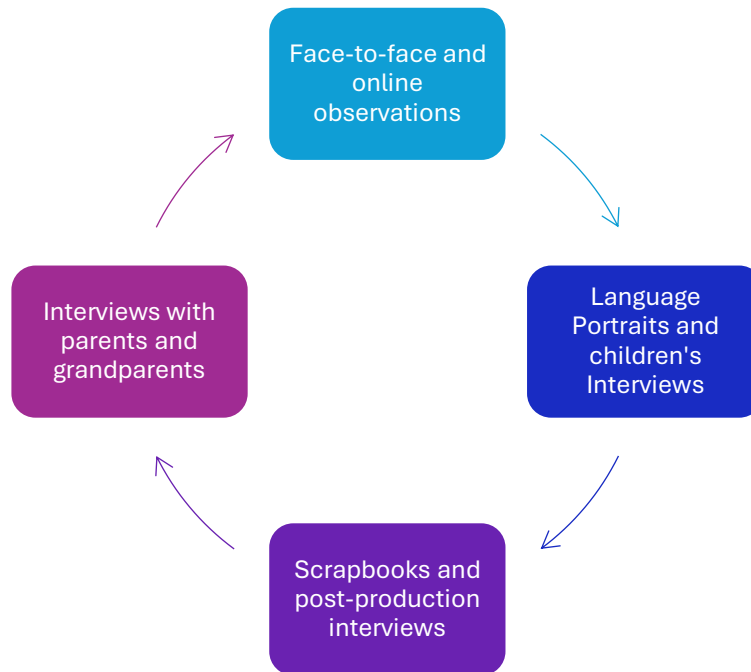 Face-to-face and
online
observations
Language
Portraits and
children's
Interviews
Scrapbooks and
post-production
interviews
Interviews with
parents and
grandparents